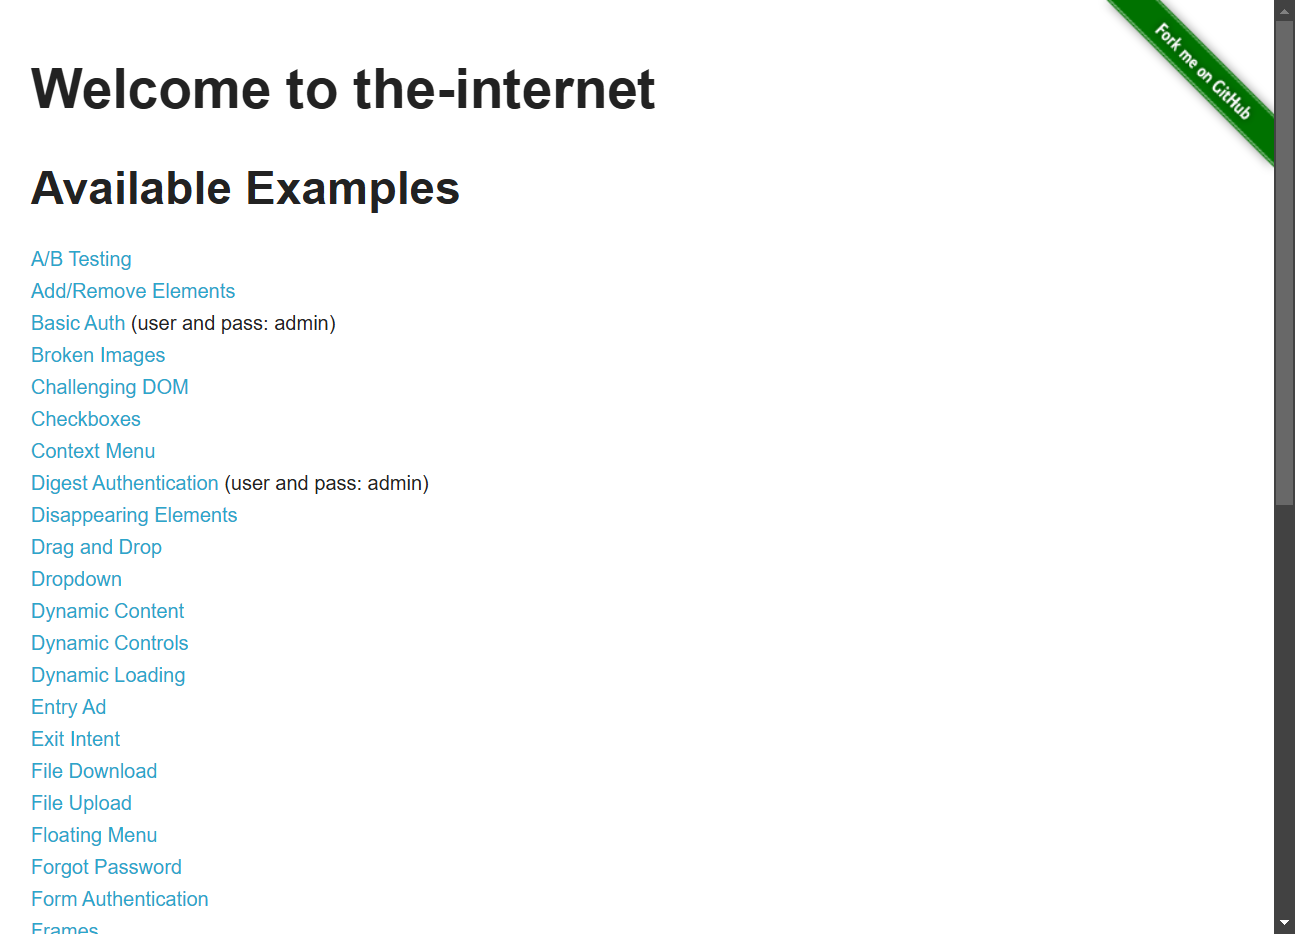 Fork me on GitHub
Welcome to the-internet
Available Examples
A/B Testing
Add/Remove Elements
Basic Auth (user and pass: admin)
Broken Images
Challenging DOM
Checkboxes
Context Menu
Digest Authentication (user and pass: admin)
Disappearing Elements
Drag and Drop
Dropdown
Dynamic Content
Dynamic Controls
Dynamic Loading
Entry Ad
Exit Intent
File Download
File Upload
Floating Menu
Forgot Password
Form Authentication
Frames